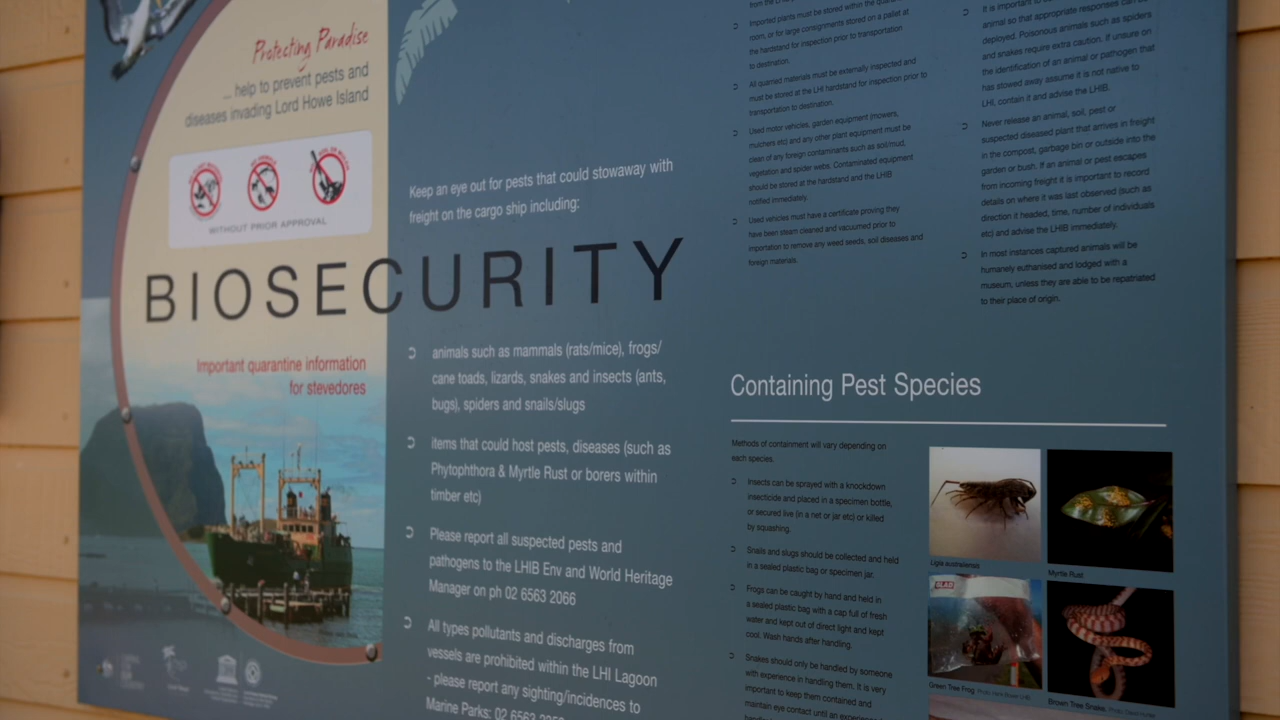 Protecting Paradise
... help to prevent pests and
diseases invading Lord Howe Island
WITHOUT PRIOR APPROVAL
BIOSECURITY
Important quarantine information
for stevedores
Keep an eye out for pests that could stowaway with
freight on the cargo ship including:
animals such as mammals (rats/mice), frogs/
cane toads, lizards, snakes and insects (ants,
bugs), spiders and snails/slugs
items that could host pests, diseases (such as
Phytophthora & Myrtle Rust or borers within
timber etc)
Please report all suspected pests and
pathogens to the LHIB Env and World Heritage
Manager on ph 02 6563 2066
All types pollutants and discharges from
vessels are prohibited within the LHI Lagoon
- please report any sighting/incidences to
Marine Parks: 02 6563
from the
Imported plants must be stored within the
room, or for large consignments stored on a pallet at
the hardstand for inspection prior to transportation
to destination.
All quarried materials must be externally inspected and
must be stored at the LHI hardstand for inspection prior to
transportation to destination.
Used motor vehicles, garden equipment (mowers,
mulchers etc) and any other plant equipment must be
clean of any foreign contaminants such as soil/mud,
vegetation and spider webs. Contaminated equipment
should be stored at the hardstand and the LHIB
notified immediately.
Used vehicles must have a certificate proving they
have been steam cleaned and vacuumed prior to
importation to remove any weed seeds, soil diseases and
foreign materials.
It is important to
animal so that appropriate responses can be
deployed. Poisonous animals such as spiders
and snakes require extra caution. If unsure on
the identification of an animal or pathogen that
has stowed away assume it is not native to
LHI, contain it and advise the LHIB.
Never release an animal, soil, pest or
suspected diseased plant that arrives in freight
in the compost, garbage bin or outside into the
garden or bush. If an animal or pest escapes
from incoming freight it is important to record
details on where it was last observed (such as
direction it headed, time, number of individuals
etc) and advise the LHIB immediately.
In most instances captured animals will be
humanely euthanised and lodged with a
museum, unless they are able to be repatriated
to their place of origin.
Containing Pest Species
Methods of containment will vary depending on
each species.
Insects can be sprayed with a knockdown
insecticide and placed in a specimen bottle,
or secured live (in a net or jar etc) or killed
by squashing.
Snails and slugs should be collected and held
in a sealed plastic bag or specimen jar.
Frogs can be caught by hand and held in
a sealed plastic bag with a cap full of fresh
water and kept out of direct light and kept
cool. Wash hands after handling.
Snakes should only be handled by someone
with experience in handling them. It is very
important to keep them contained and
maintain eye contact until an experienced
Ligia australiensis
Myrtle Rust
GLAD
Green Tree Frog
Brown Tree Snake